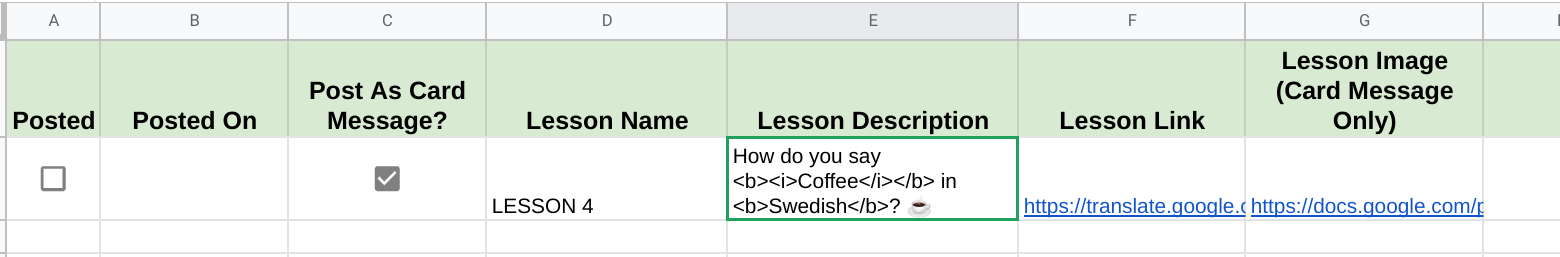 A B C D E F G
Posted
Posted On
Post As Card
Message?
Lesson Name
Lesson Description
Lesson Link
Lesson Image
(Card Message
Only)
LESSON 4
How do you say
<b><i>Coffee</i></b> in
<b>Swedish</b>? ☕
https://translate.google.c
https://docs.google.com/p